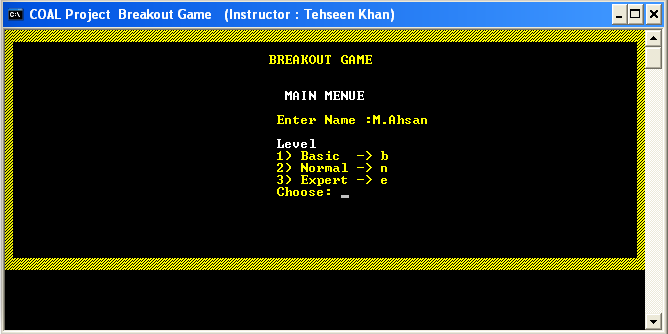 COAL Project  Breakout Game   (Instructor : Tehseen Khan)
BREAKOUT GAME
MAIN MENUE
Enter Name :M.Ahsan
Level
1) Basic  -> b
2) Normal -> n
3) Expert -> e
Choose: _